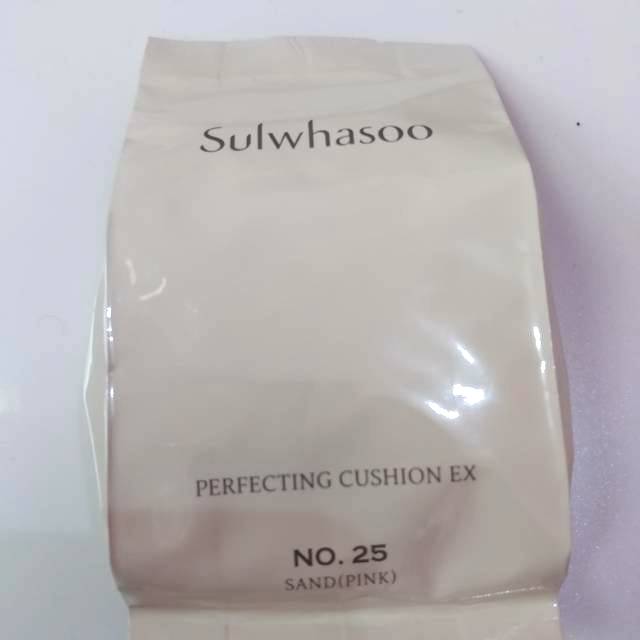 Sulwhasoo
PERFECTING CUSHION EX
NO. 25
SAND(PINK)